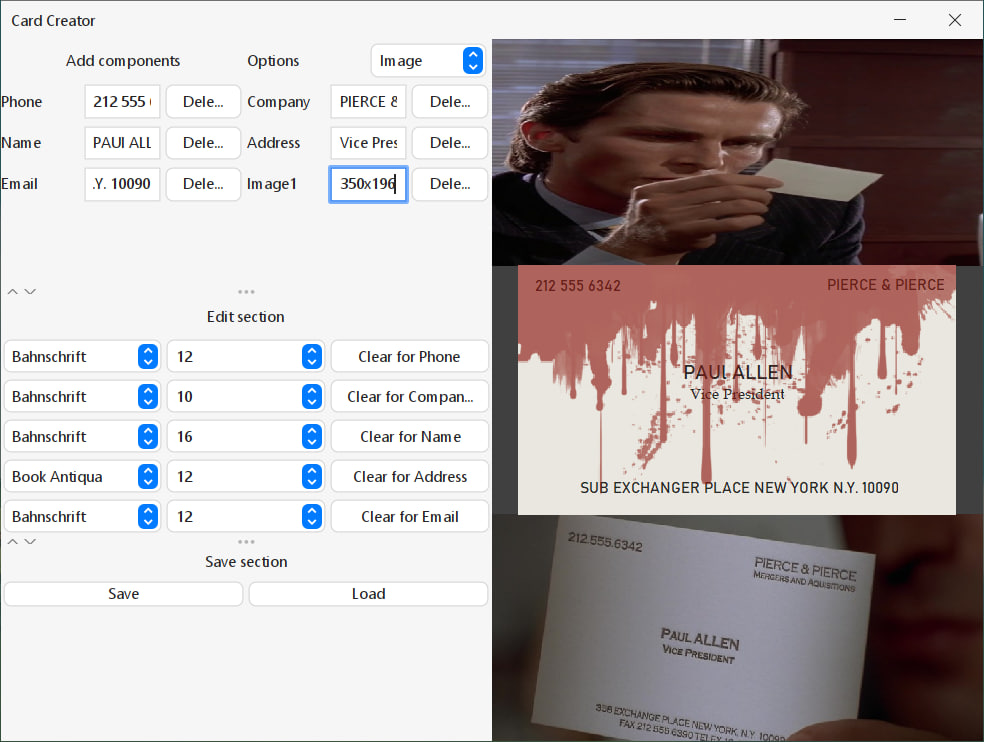 Card Creator
Add components
Options
Image
Phone
212 555
Dele...
Company
PIERCE &
Dele...
Name
PAUl ALL
Dele...
Address
Vice Pres
Dele...
Email
.Y. 10090
Dele...
Image1
350x196
Dele...
Edit section
Bahnschrift
12
Clear for Phone
Bahnschrift
10
Clear for Compan...
Bahnschrift
16
Clear for Name
Book Antiqua
12
Clear for Address
Bahnschrift
12
Clear for Email
Save section
Save
Load
212 555 6342
PIERCE & PIERCE
PAUl ALLEN
Vice President
SUB EXCHANGER PLACE NEW YORK N.Y. 10090
212.555.6342
PIERCE & PIERCE
MERGERS AND AQUISITIONS
PAUL ALLEN
VICE PRESIDENT
358 EXCHANGE PLACE NEW YORK, N.Y. 10099
FAX 212 555 6390 TELEX 10